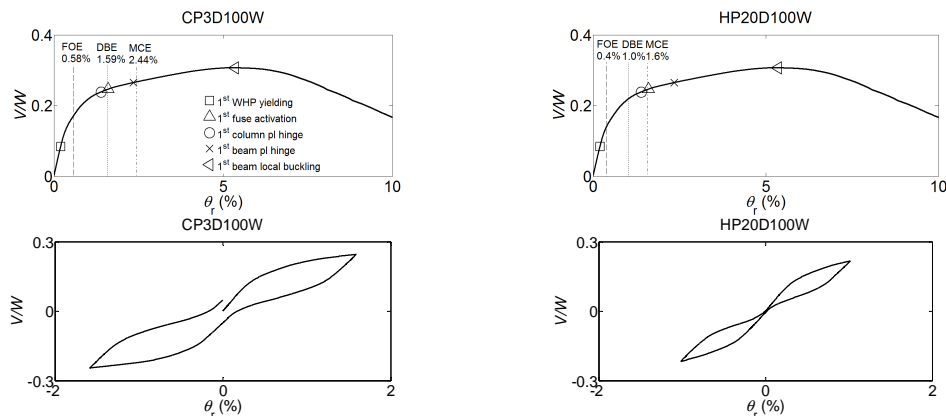 CP3D100W
0.4
0.2
0
V/W
FOE
0.58%
DBE
1.59%
MCE
2.44%
1st WHP yielding
1st fuse activation
1st column pl hinge
1st beam pl hinge
1st beam local buckling
0
5
10
θr (%)
HP20D100W
0.4
0.2
0
V/W
FOE
0.4%
DBE
1.0%
MCE
1.6%
0
5
10
θr (%)
CP3D100W
0.3
0
-0.3
V/W
-2
0
2
θr (%)
HP20D100W
0.3
0
-0.3
V/W
-2
0
2
θr (%)